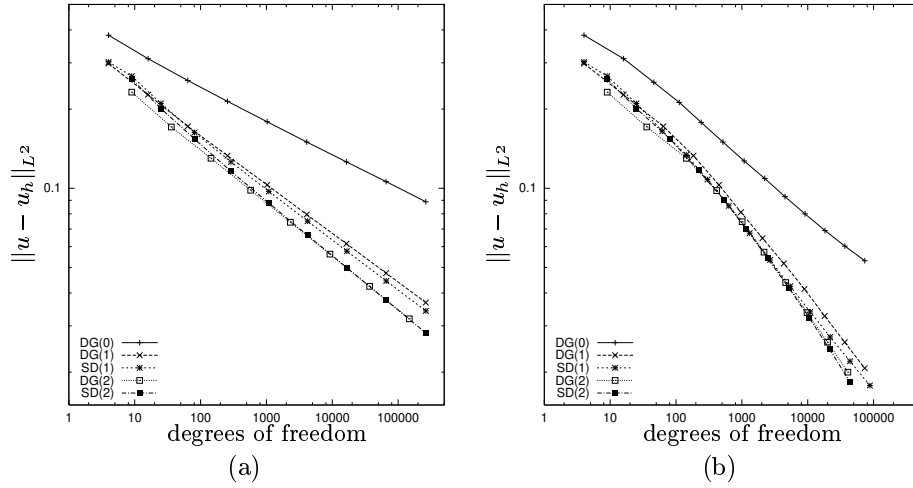 ||u − u_h||_{L^2}
0.1
DG(0)
DG(1)
SD(1)
DG(2)
SD(2)
1 10 100 1000 10000 100000
degrees of freedom
(a)
||u − u_h||_{L^2}
0.1
DG(0)
DG(1)
SD(1)
DG(2)
SD(2)
1 10 100 1000 10000 100000
degrees of freedom
(b)